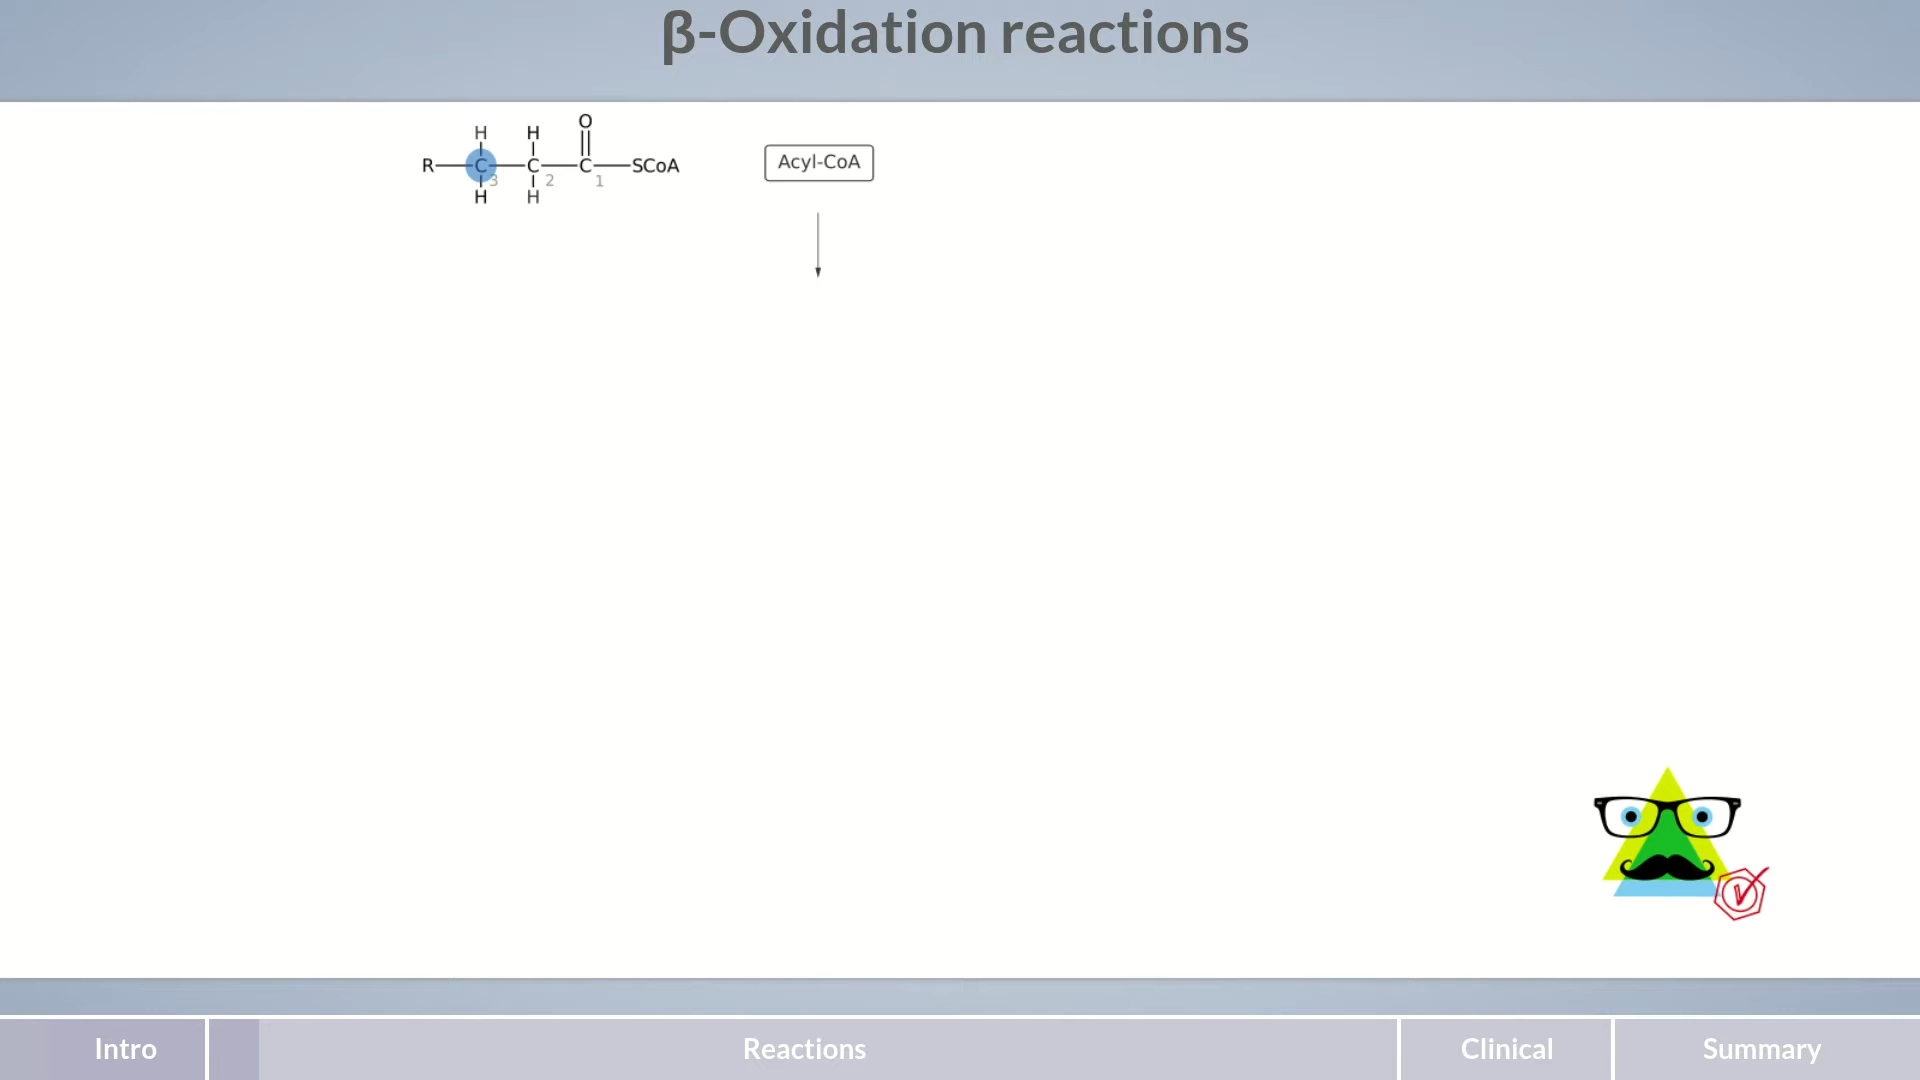 β-Oxidation reactions
O
H H
R C C C SCoA
3 2 1
H H
Acyl-CoA
Intro
Reactions
Clinical
Summary